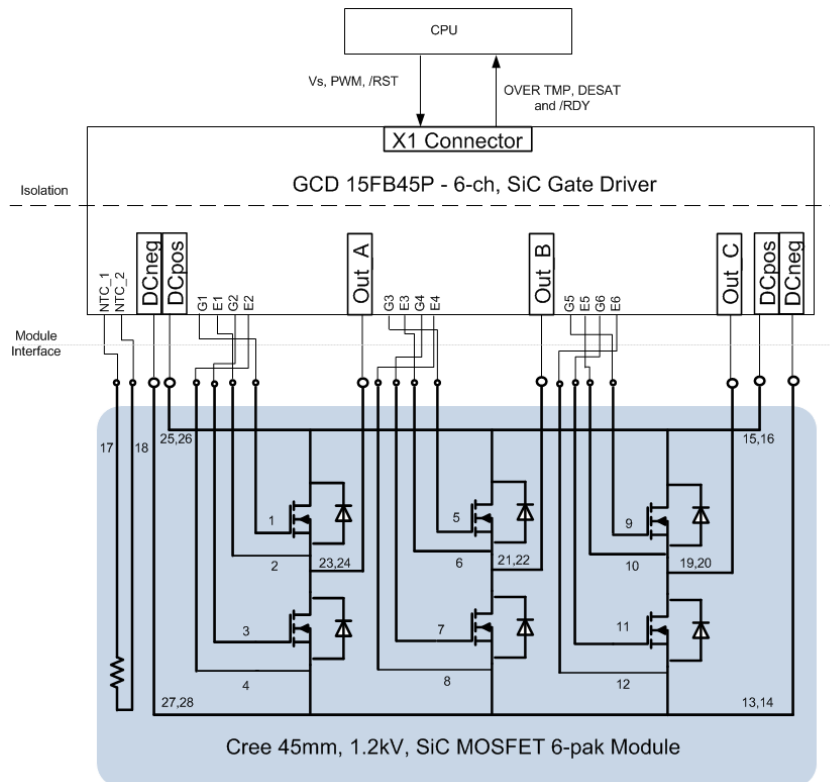 CPU
Vs, PWM, /RST
OVER TMP, DESAT
and /RDY
X1 Connector
GCD 15FB45P - 6-ch, SiC Gate Driver
Isolation
NTC_1
NTC_2
DCneg
DCpos
G1
E1
G2
E2
Out A
G3
E3
G4
E4
Out B
G5
E5
G6
E6
Out C
DCpos
DCneg
Module
Interface
17
18
25,26
15,16
1
5
9
2
23,24
6
21,22
10
19,20
3
7
11
4
8
12
27,28
13,14
Cree 45mm, 1.2kV, SiC MOSFET 6-pak Module